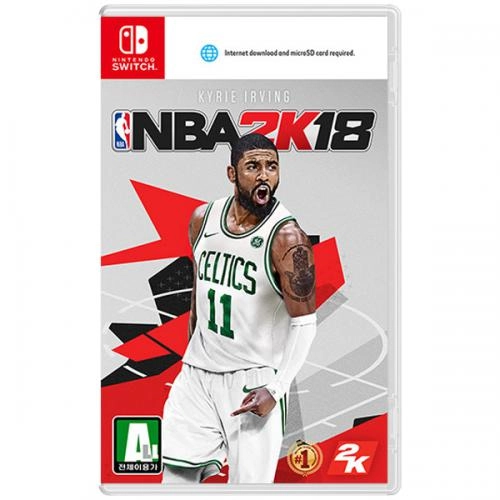 NINTENDO
SWITCH
Internet download and microSD card required.
KYRIE IRVING
NBA
NBA2K18
CELTICS
11
전체이용가
#1
2K